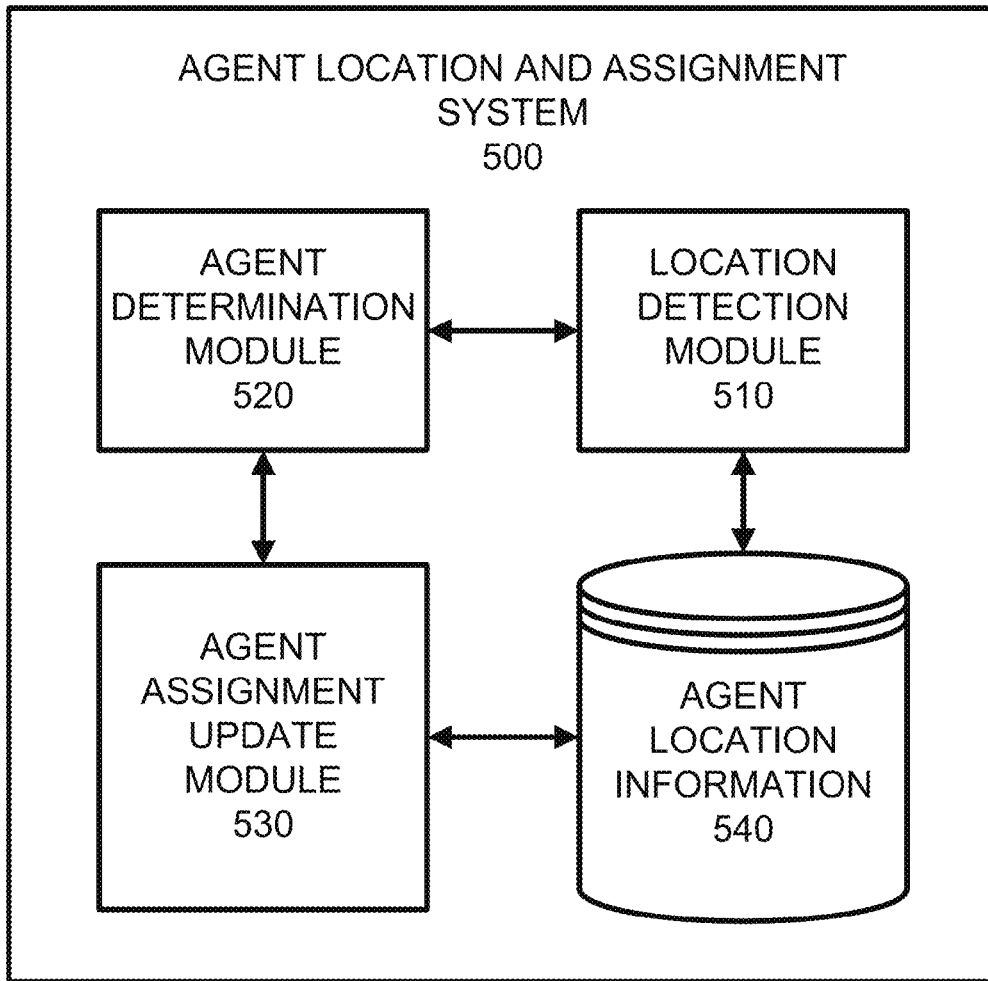 AGENT LOCATION AND ASSIGNMENT
SYSTEM
500
AGENT
DETERMINATION
MODULE
520
LOCATION
DETECTION
MODULE
510
AGENT
ASSIGNMENT
UPDATE
MODULE
530
AGENT
LOCATION
INFORMATION
540